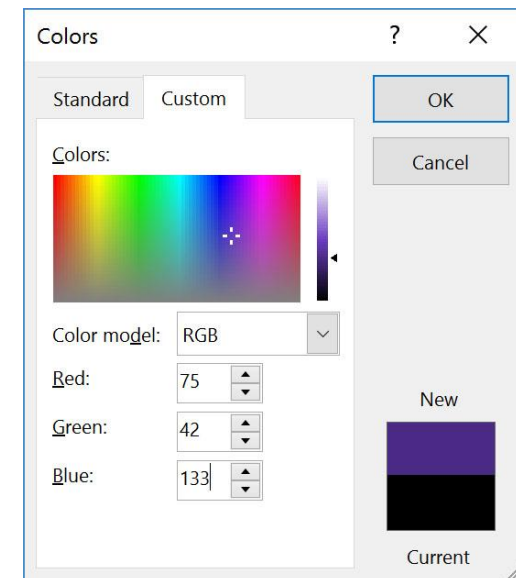 Colors ?
Standard Custom OK
Colors: Cancel
Color model: RGB
Red: 75
Green: 42
Blue: 133
New
Current